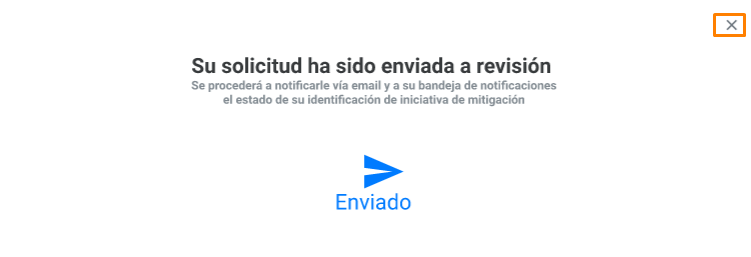 Su solicitud ha sido enviada a revisión
Se procederá a notificarle vía email y a su bandeja de notificaciones
el estado de su identificación de iniciativa de mitigación
Enviado